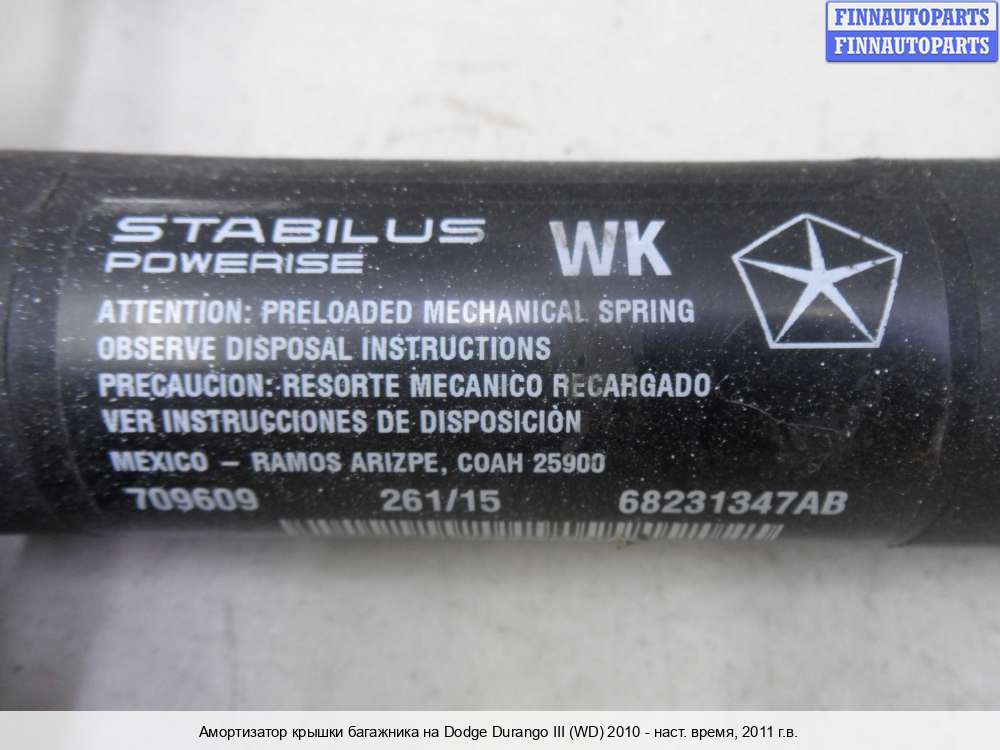 FINNAUTOPARTS
FINNAUTOPARTS
STABILUS
POWERISE
WK
ATTENTION: PRELOADED MECHANICAL SPRING
OBSERVE DISPOSAL INSTRUCTIONS
PRECAUCION: RESORTE MECANICO RECARGADO
VER INSTRUCCIONES DE DISPOSICIÓN
MEXICO – RAMOS ARIZPE, COAH 25900
709609 261/15 68231347AB
Амортизатор крышки багажника на Dodge Durango III (WD) 2010 - наст. время, 2011 г.в.